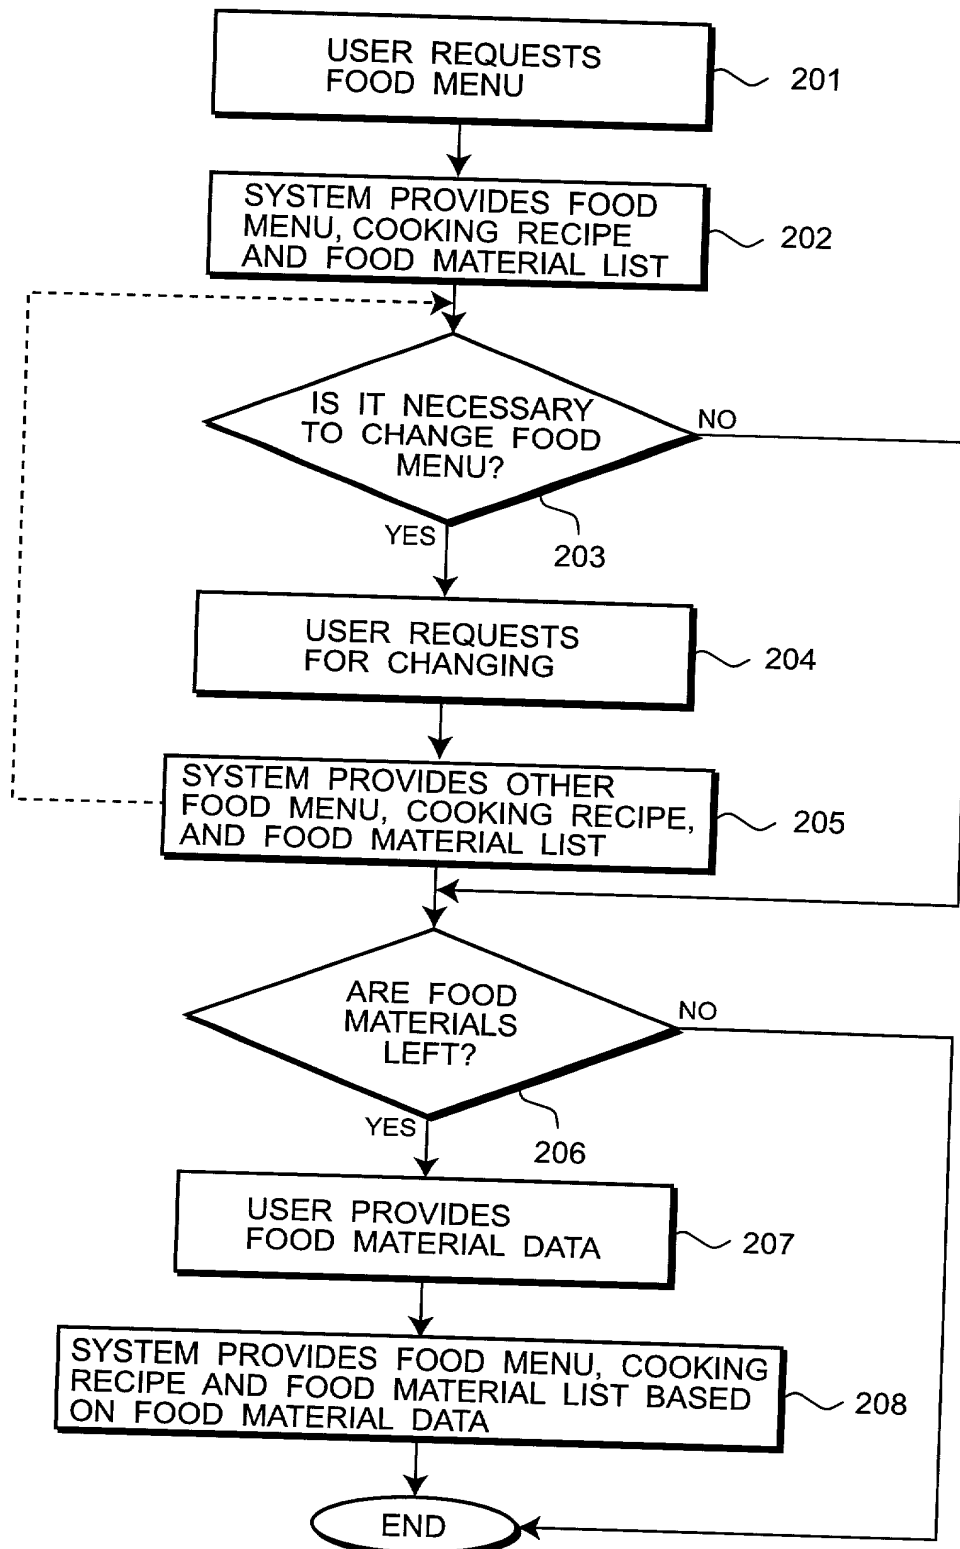 USER REQUESTS
FOOD MENU
201
SYSTEM PROVIDES FOOD
MENU, COOKING RECIPE
AND FOOD MATERIAL LIST
202
IS IT NECESSARY
TO CHANGE FOOD
MENU?
NO
YES
203
USER REQUESTS
FOR CHANGING
204
SYSTEM PROVIDES OTHER
FOOD MENU, COOKING RECIPE,
AND FOOD MATERIAL LIST
205
ARE FOOD
MATERIALS
LEFT?
NO
YES
206
USER PROVIDES
FOOD MATERIAL DATA
207
SYSTEM PROVIDES FOOD MENU, COOKING
RECIPE AND FOOD MATERIAL LIST BASED
ON FOOD MATERIAL DATA
208
END